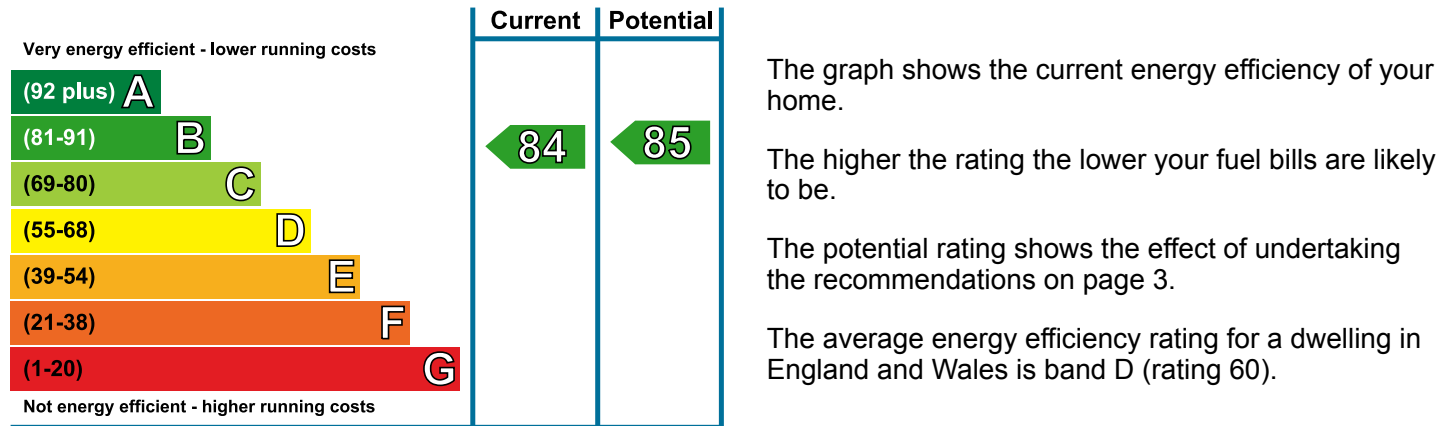 Current Potential
Very energy efficient - lower running costs
(92 plus) A
(81-91) B
84 85
(69-80) C
(55-68) D
(39-54) E
(21-38) F
(1-20) G
Not energy efficient - higher running costs
The graph shows the current energy efficiency of your
home.
The higher the rating the lower your fuel bills are likely
to be.
The potential rating shows the effect of undertaking
the recommendations on page 3.
The average energy efficiency rating for a dwelling in
England and Wales is band D (rating 60).